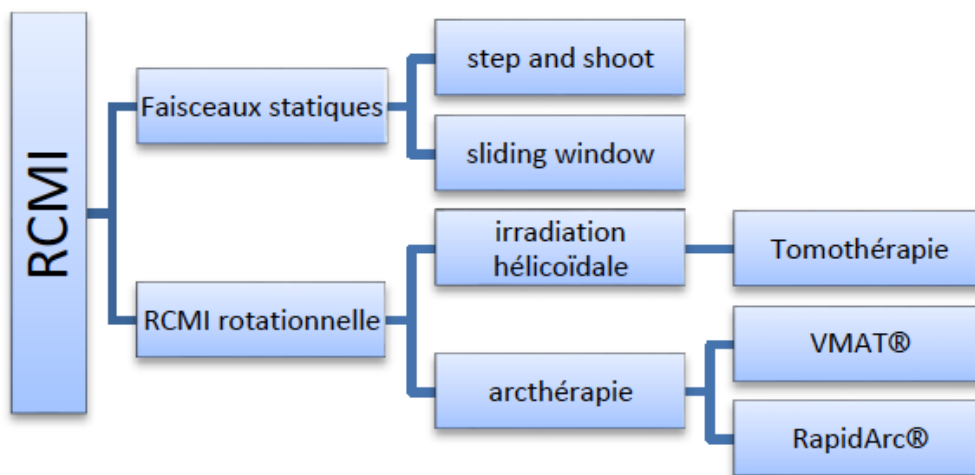 RCMI
Faisceaux statiques
step and shoot
sliding window
RCMI rotationnelle
irradiation
hélicoïdale
Tomothérapie
arcthérapie
VMAT®
RapidArc®